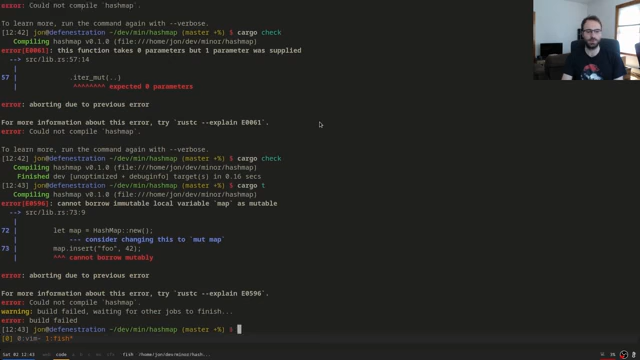 error: Could not compile `hashmap`.
To learn more, run the command again with --verbose.
[12:42] jon@defenestration ~/dev/minor/hashmap (master +%) $ cargo check
Compiling hashmap v0.1.0 (file:///home/jon/dev/minor/hashmap)
error[E0061]: this function takes 0 parameters but 1 parameter was supplied
--> src/lib.rs:57:14
|
57 | .iter_mut(..)
| ^^^^^^^^ expected 0 parameters
error: aborting due to previous error
For more information about this error, try `rustc --explain E0061`.
error: Could not compile `hashmap`.
To learn more, run the command again with --verbose.
[12:42] jon@defenestration ~/dev/minor/hashmap (master +%) $ cargo check
Compiling hashmap v0.1.0 (file:///home/jon/dev/minor/hashmap)
Finished dev [unoptimized + debuginfo] target(s) in 0.16 secs
[12:43] jon@defenestration ~/dev/minor/hashmap (master +%) $ cargo t
Compiling hashmap v0.1.0 (file:///home/jon/dev/minor/hashmap)
error[E0596]: cannot borrow immutable local variable `map` as mutable
--> src/lib.rs:73:9
|
72 | let map = HashMap::new();
| --- consider changing this to `mut map`
73 | map.insert("foo", 42);
| ^^^ cannot borrow mutably
error: aborting due to previous error
For more information about this error, try `rustc --explain E0596`.
error: Could not compile `hashmap`.
warning: build failed, waiting for other jobs to finish...
error: build failed
[12:43] jon@defenestration ~/dev/minor/hashmap (master +%) $
[0] 0:vim- 1:fish*
Sat 02 12:43
code
fish /home/jon/dev/minor/hash...